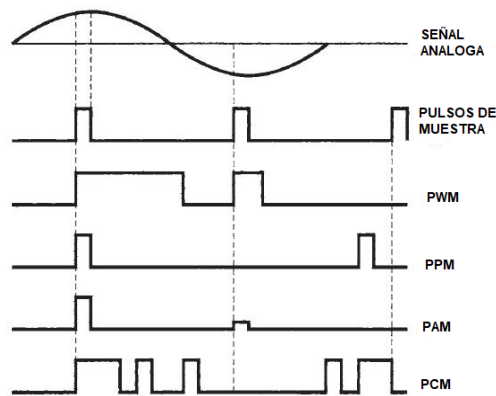 SEÑAL
ANALOGA
PULSOS DE
MUESTRA
PWM
PPM
PAM
PCM